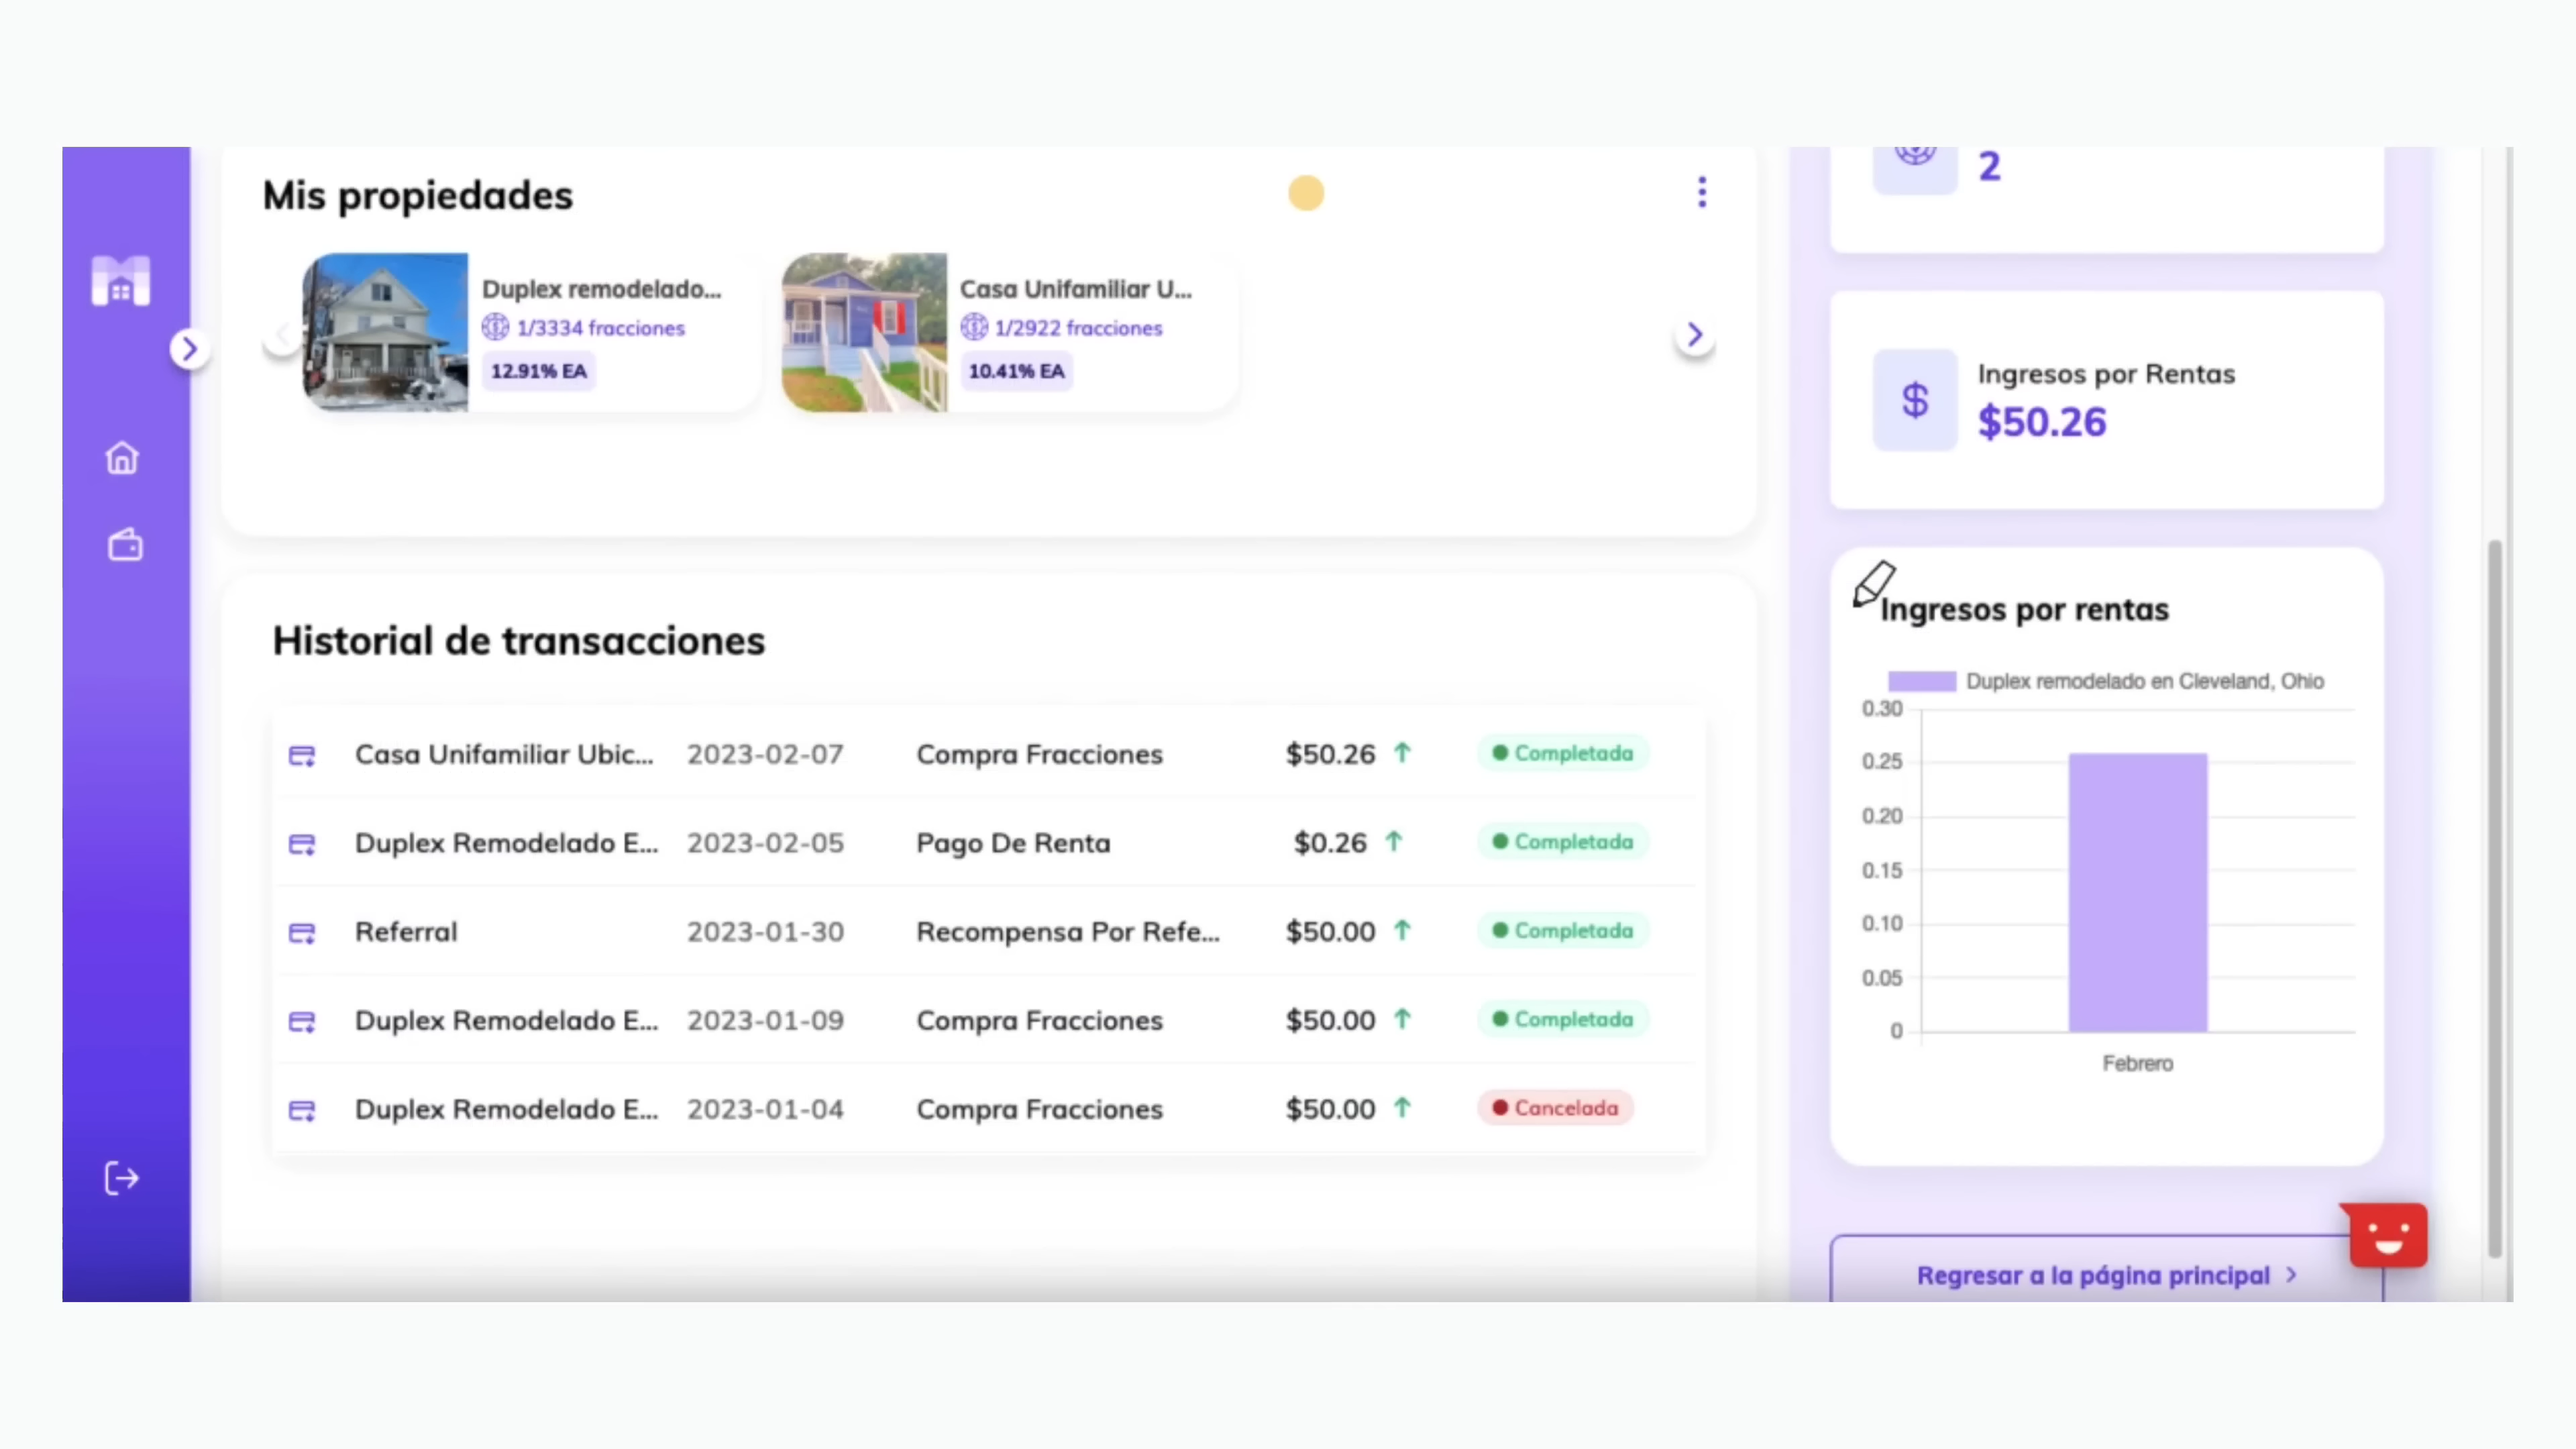 Mis propiedades
Duplex remodelado...
1/3334 fracciones
12.91% EA
Casa Unifamiliar U...
1/2922 fracciones
10.41% EA
Historial de transacciones
Casa Unifamiliar Ubic... 2023-02-07 Compra Fracciones $50.26 Completada
Duplex Remodelado E... 2023-02-05 Pago De Renta $0.26 Completada
Referral 2023-01-30 Recompensa Por Refe... $50.00 Completada
Duplex Remodelado E... 2023-01-09 Compra Fracciones $50.00 Completada
Duplex Remodelado E... 2023-01-04 Compra Fracciones $50.00 Cancelada
2
$
Ingresos por Rentas
$50.26
Ingresos por rentas
Duplex remodelado en Cleveland, Ohio
0.30
0.25
0.20
0.15
0.10
0.05
0
Febrero
Regresar a la página principal